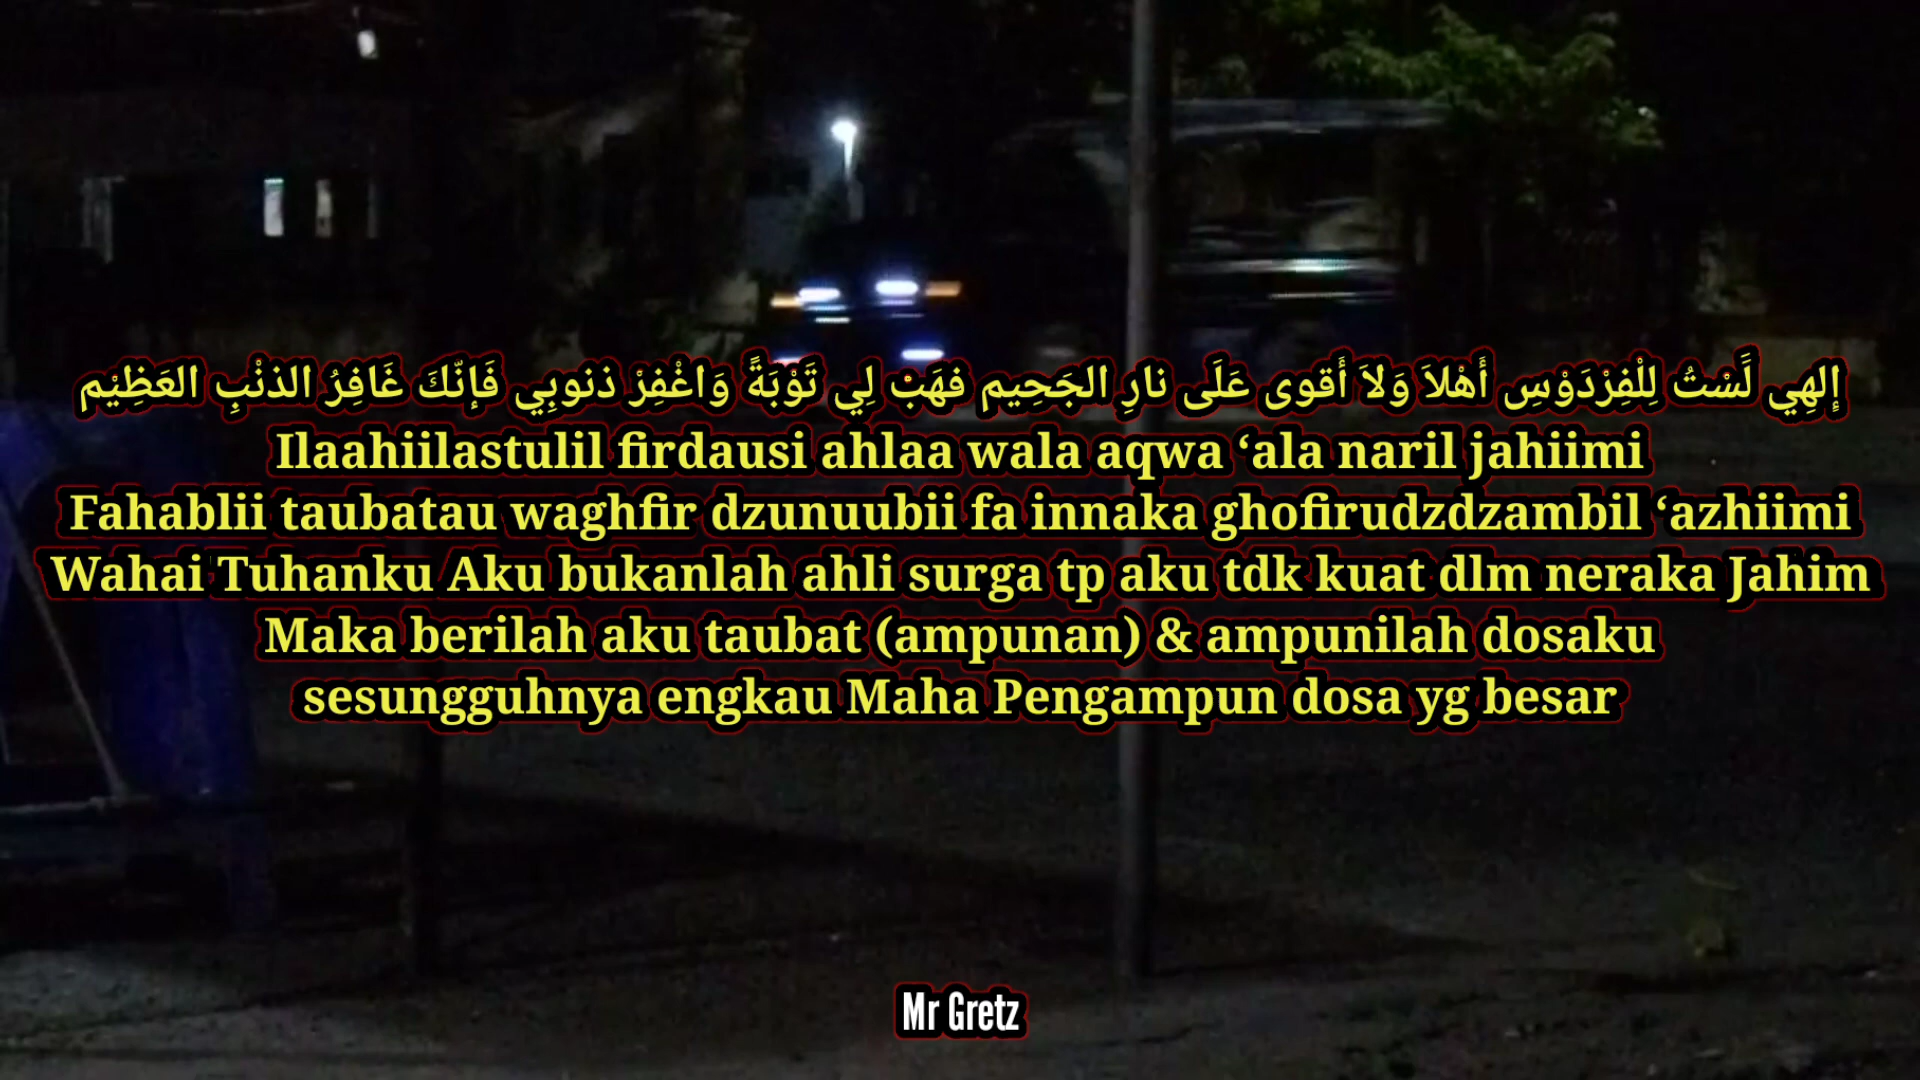 إلهِي لََسْتُ لِلْفِرْدَوْسِ أَهْلاَ وَلاَ أَقوى عَلَى نارِ الجَحِيم فهَبْ لِي تَوْبَةً وَاغْفِرْ ذنوبِي فَإنّكَ غَافِرُ الذنْبِ العَظِيْم
Ilaahiilastulil firdausi ahlaa wala aqwa ‘ala naril jahiimi
Fahablii taubatau waghfir dzunuubii fa innaka ghofirudzdzambil ‘azhiimi
Wahai Tuhanku Aku bukanlah ahli surga tp aku tdk kuat dlm neraka Jahim
Maka berilah aku taubat (ampunan) & ampunilah dosaku
sesungguhnya engkau Maha Pengampun dosa yg besar
Mr Gretz